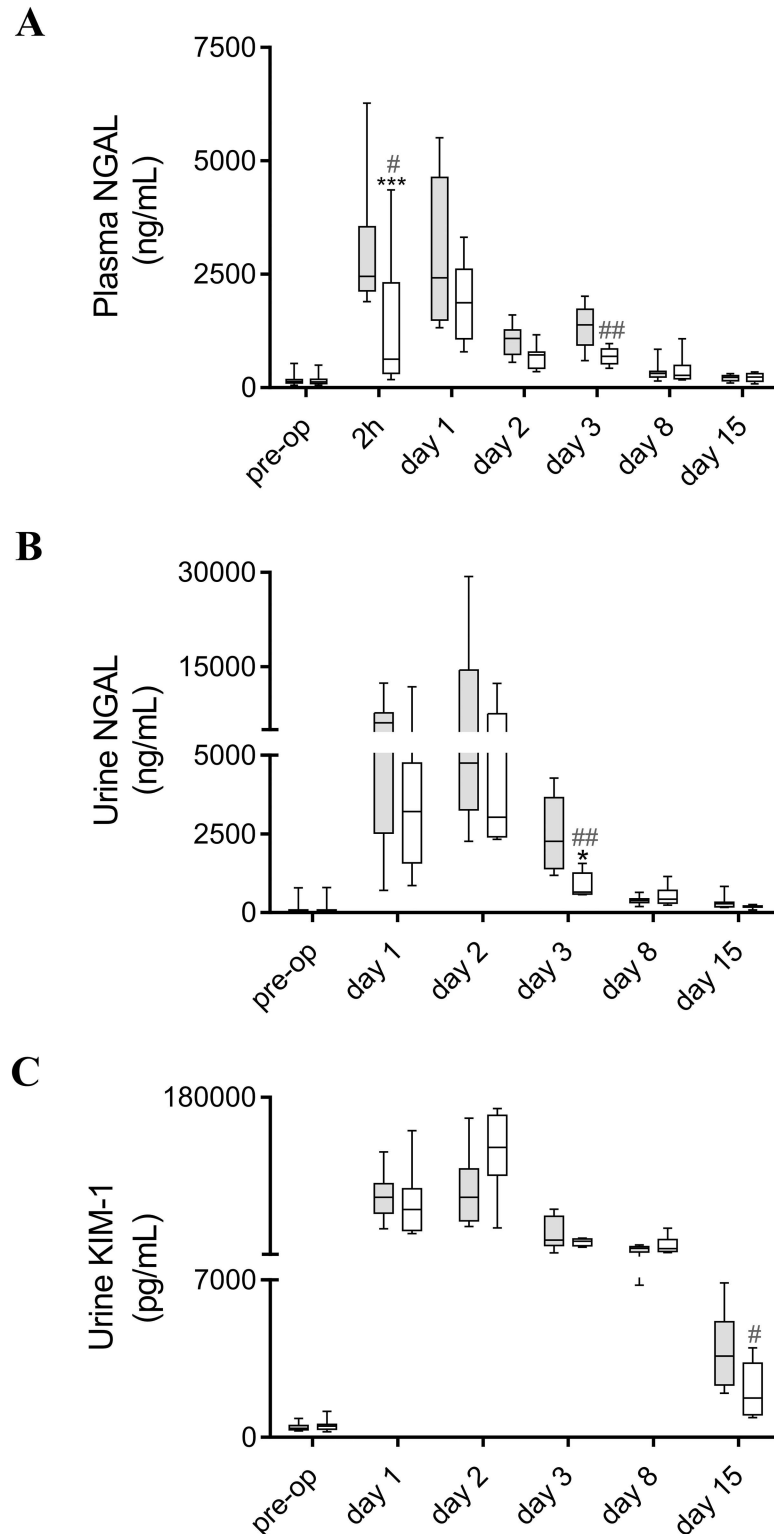 A
7500
5000
2500
0
Plasma NGAL
(ng/mL)
#
***
##
pre-op
2h
day 1
day 2
day 3
day 8
day 15
B
30000
15000
5000
2500
0
Urine NGAL
(ng/mL)
##
*
pre-op
day 1
day 2
day 3
day 8
day 15
C
180000
7000
0
Urine KIM-1
(pg/mL)
#
pre-op
day 1
day 2
day 3
day 8
day 15